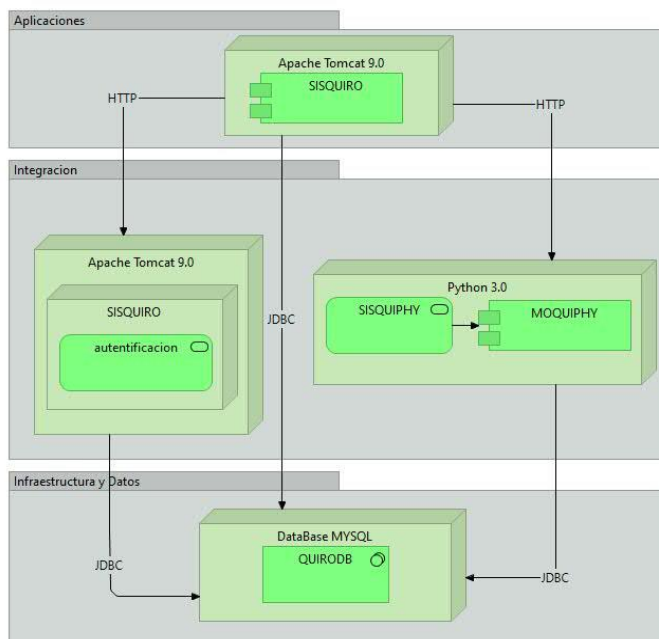 Aplicaciones
Apache Tomcat 9.0
SISQUIRO
HTTP
HTTP
Integracion
Apache Tomcat 9.0
SISQUIRO
autentificacion
JDBC
Python 3.0
SISQUIPHY
MOQUIPHY
Infraestructura y Datos
DataBase MYSQL
QUIRODB
JDBC
JDBC